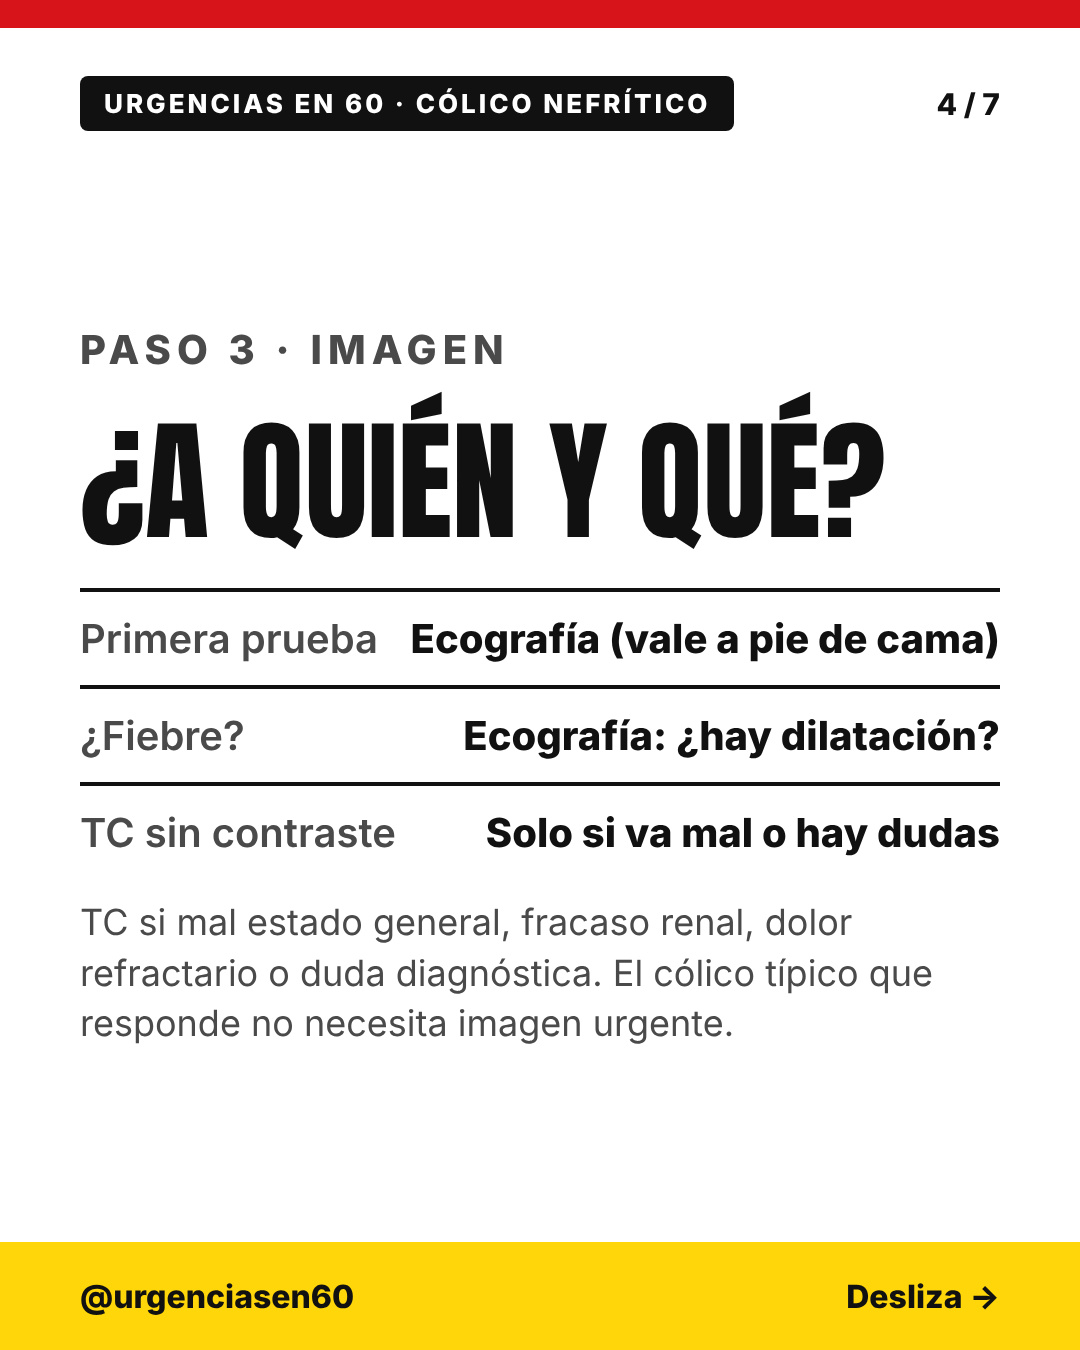 URGENCIAS EN 60 · CÓLICO NEFRÍTICO
4 / 7
PASO 3 · IMAGEN
¿A QUIÉN Y QUÉ?
Primera prueba Ecografía (vale a pie de cama)
¿Fiebre? Ecografía: ¿hay dilatación?
TC sin contraste Solo si va mal o hay dudas
TC si mal estado general, fracaso renal, dolor
refractario o duda diagnóstica. El cólico típico que
responde no necesita imagen urgente.
@urgenciasen60
Desliza →